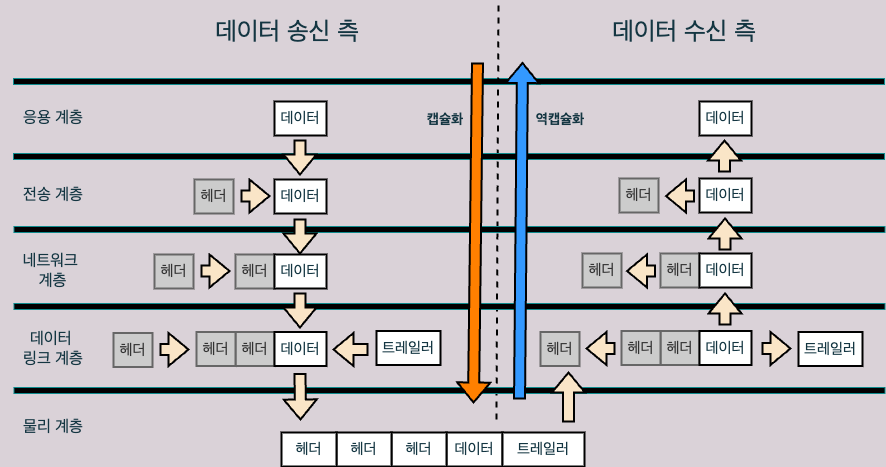 데이터 송신 측
데이터 수신 측
응용 계층
데이터
캡슐화
역캡슐화
데이터
전송 계층
헤더
데이터
헤더
데이터
네트워크
계층
헤더
헤더
데이터
헤더
헤더
데이터
데이터
링크 계층
헤더
헤더
헤더
데이터
트레일러
헤더
헤더
헤더
데이터
트레일러
물리 계층
헤더
헤더
헤더
데이터
트레일러